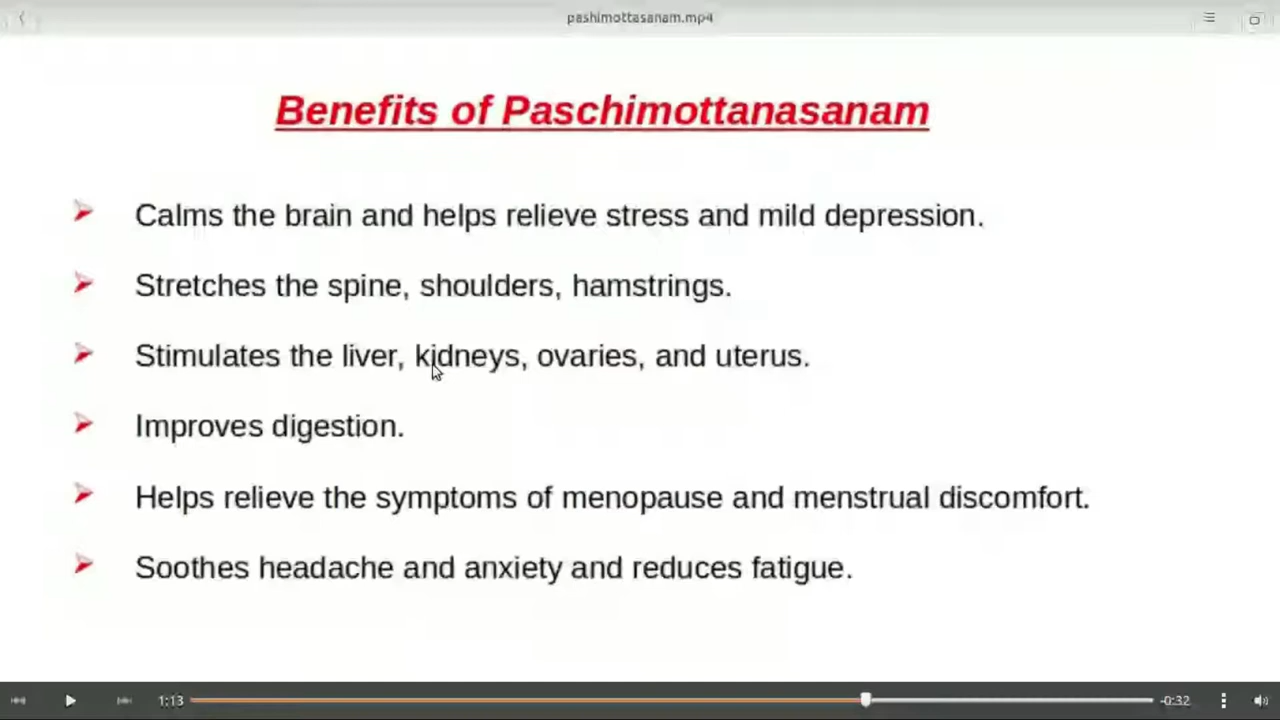 pashimottasanam.mp4
Benefits of Paschimottanasanam
Calms the brain and helps relieve stress and mild depression.
Stretches the spine, shoulders, hamstrings.
Stimulates the liver, kidneys, ovaries, and uterus.
Improves digestion.
Helps relieve the symptoms of menopause and menstrual discomfort.
Soothes headache and anxiety and reduces fatigue.
1:13 -0:32